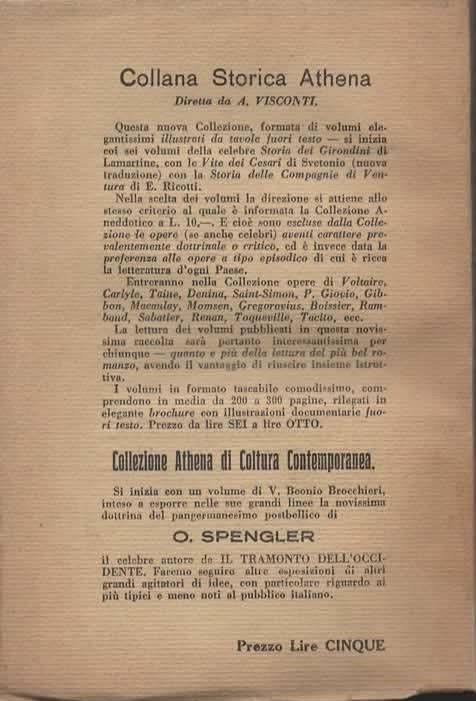 Collana Storica Athena
Diretta da A. VISCONTI.
Questa nuova Collezione, formata di volumi ele-
gantissimi illustrati da tavole fuori testo — si inizia
coi sei volumi della celebre Storia dei Girondini di
Lamartine, con le Vite dei Cesari di Svetonio (nuova
traduzione) con la Storia delle Compagnie di Ven-
tura di E. Ricotti.
Nella scelta dei volumi la direzione si attiene allo
stesso criterio al quale è informata la Collezione A-
neddotica a L. 10,—. E cioè sono escluse dalla Colle-
zione le opere (se anche celebri) aventi carattere pre-
valentemente dottrinale o critico, ed è invece data la
preferenza alle opere a tipo episodico di cui è ricca
la letteratura d'ogni Paese.
Entreranno nella Collezione opere di Voltaire,
Carlyle, Taine, Denina, Saint-Simon, P. Giovio, Gib-
bon, Macaulay, Momsen, Gregorovius, Boissier, Ram-
baud, Sabatier, Renan, Toqueville, Tacito, ecc.
La lettura dei volumi pubblicati in questa novis-
sima raccolta sarà pertanto interessantissima per
chiunque — quanto e più della lettura del più bel ro-
manzo, avendo il vantaggio di riuscire insieme istrut-
tiva.
I volumi in formato tascabile comodissimo, com-
prendono in media da 200 a 300 pagine, rilegati in
elegante brochure con illustrazioni documentarie fuo-
ri testo. Prezzo da lire SEI a lire OTTO.
Collezione Athena di Coltura Contemporanea.
Si inizia con un volume di V. Beonio Brocchieri,
inteso a esporre nelle sue grandi linee la novissima
dottrina del pangermanesimo postbellico di
O. SPENGLER
il celebre autore de IL TRAMONTO DELL'OCCI-
DENTE. Faremo seguire altre esposizioni di altri
grandi agitatori di idee, con particolare riguardo ai
più tipici e meno noti al pubblico italiano.
Prezzo Lire CINQUE